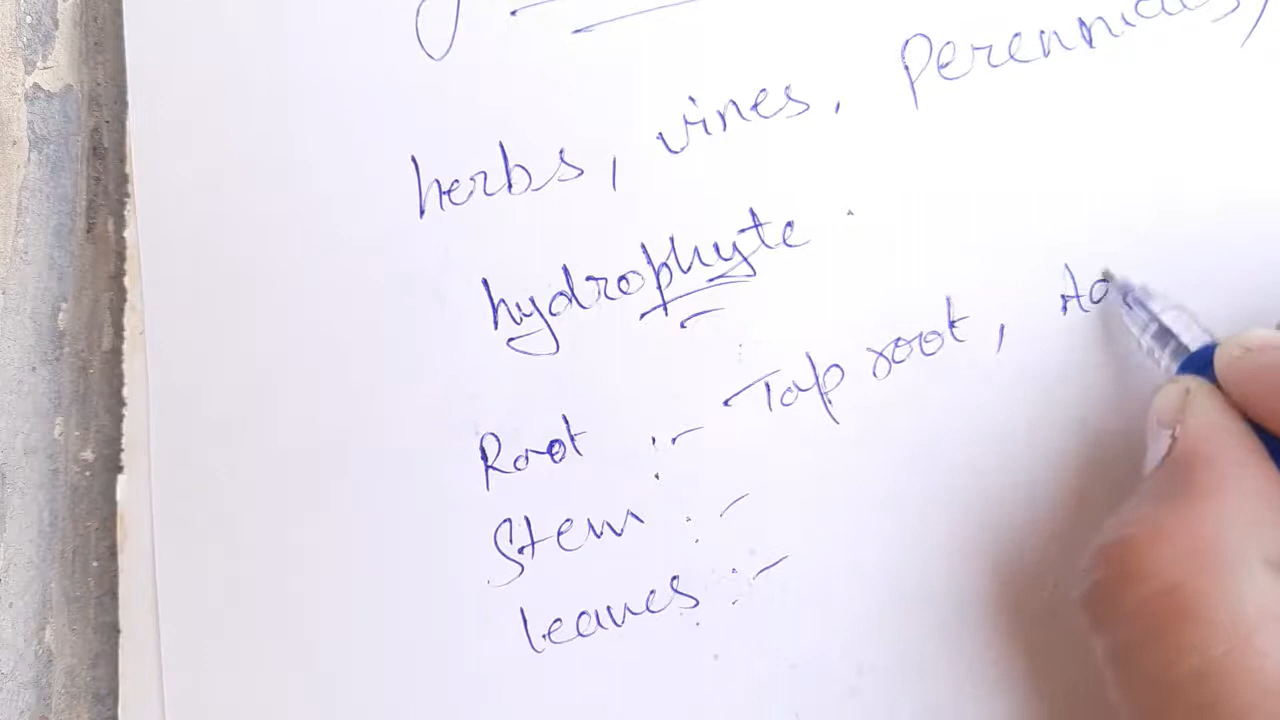 herbs, vines, perennials,
hydrophyte.
Root :- Tap root,
Stem :-
leaves :-